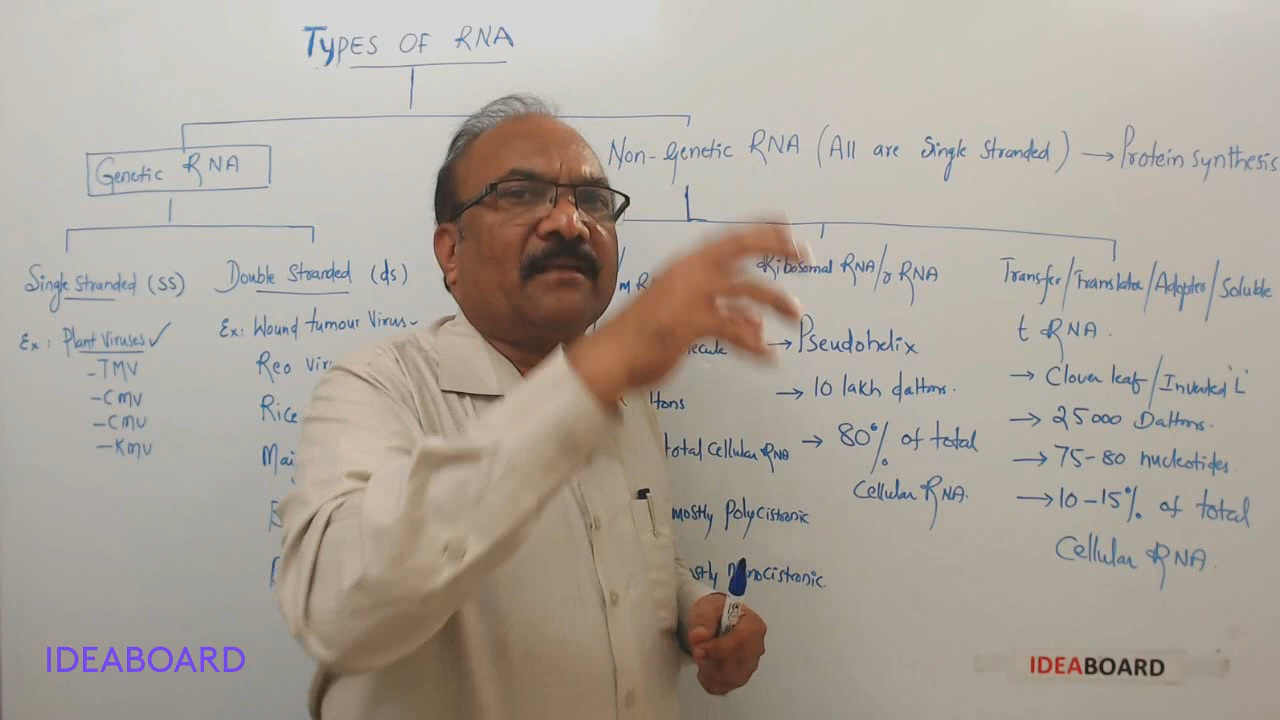 TYPES OF RNA
Genetic RNA
Non-Genetic RNA (All are Single Stranded) → Protein synthesis
Single Stranded (SS)
Ex: Plant Viruses ✓
- TMV
- CMV
- CMV
- KMV
Double Stranded (ds)
Ex: Wound tumour Virus
Reo
Rice
total Cellular RNA
mostly Polycistronic
Ribosomal RNA/r RNA
→ Pseudohelix
→ 10 lakh daltons.
→ 80% of total
Cellular RNA.
Transfer/Translator/Adopter/Soluble
t RNA.
→ Clover leaf/Inverted 'L'
→ 25000 Daltons.
→ 75-80 nucleotides
→ 10-15% of total
Cellular RNA.
IDEABOARD
IDEABOARD